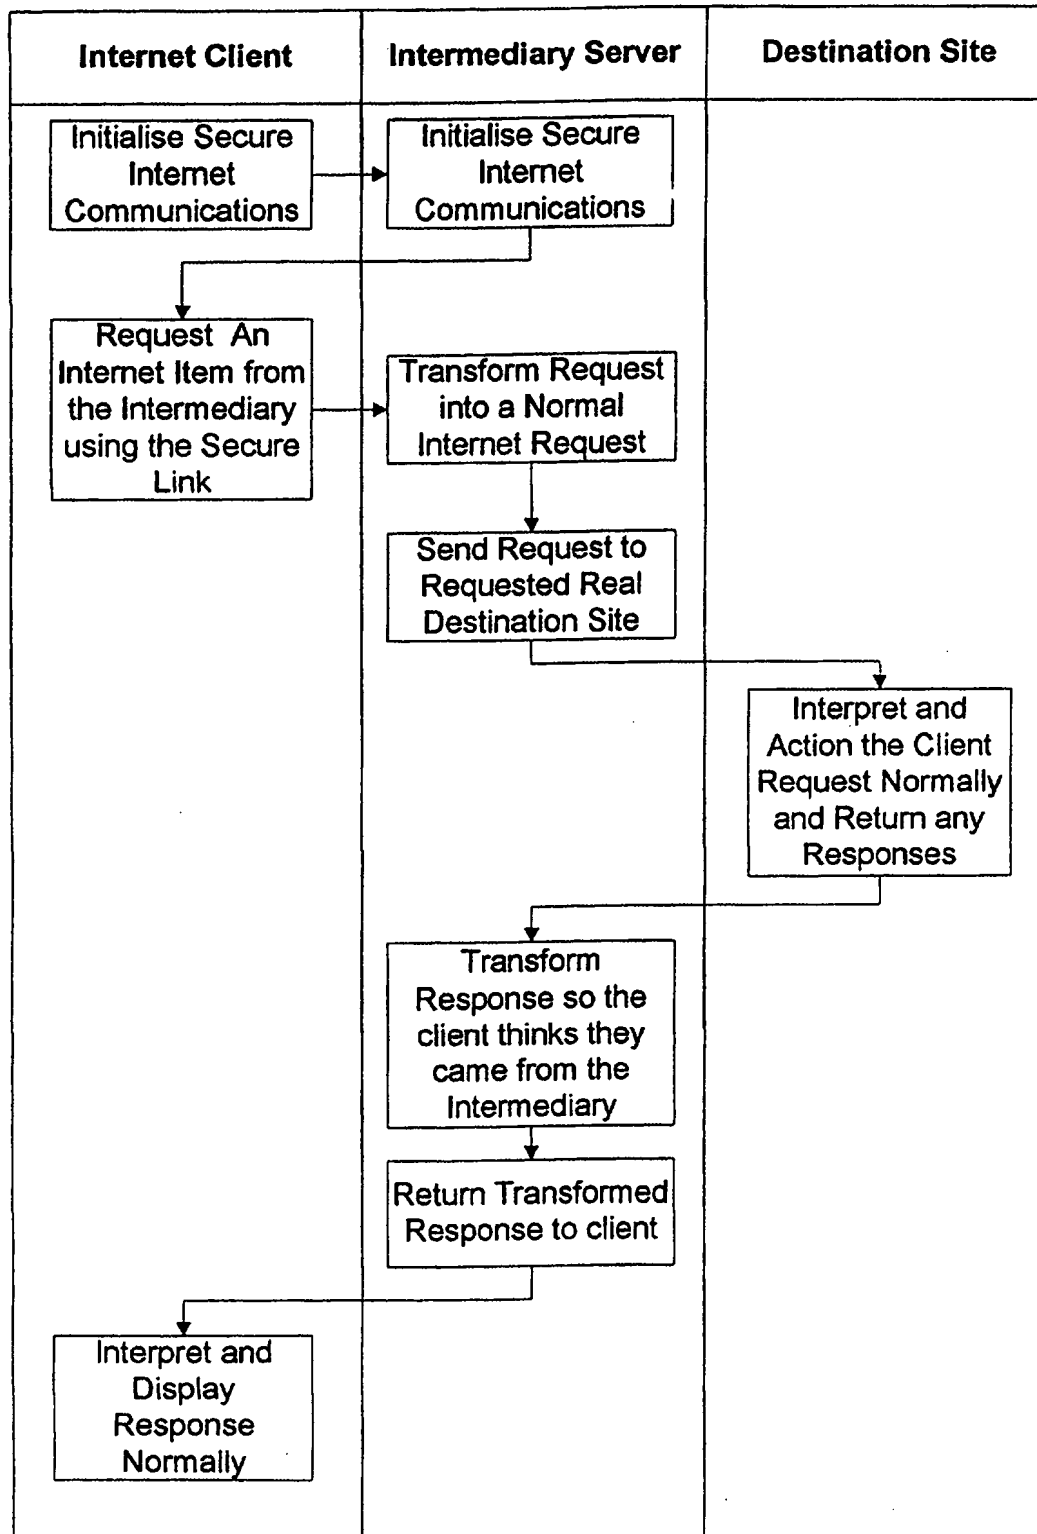 Internet Client
Intermediary Server
Destination Site
Initialise Secure
Internet
Communications
Initialise Secure
Internet
Communications
Request An
Internet Item from
the Intermediary
using the Secure
Link
Transform Request
into a Normal
Internet Request
Send Request to
Requested Real
Destination Site
Interpret and
Action the Client
Request Normally
and Return any
Responses
Transform
Response so the
client thinks they
came from the
Intermediary
Return Transformed
Response to client
Interpret and
Display
Response
Normally